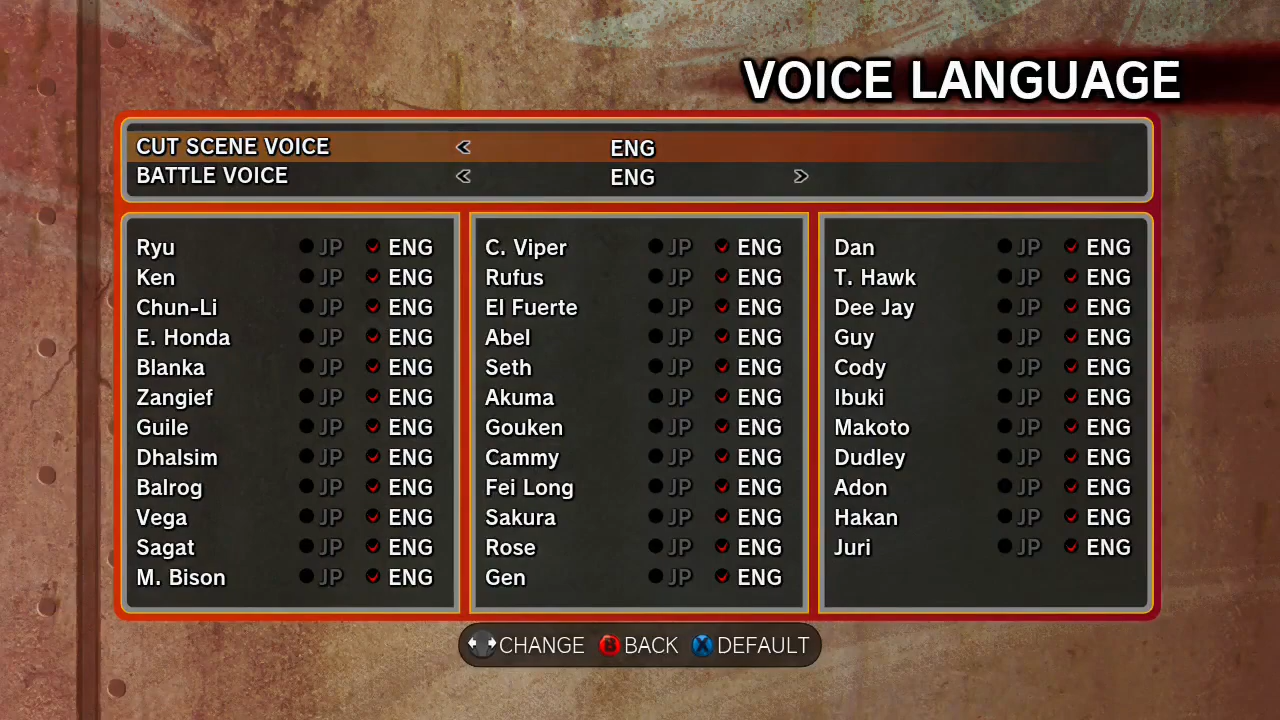 VOICE LANGUAGE
CUT SCENE VOICE ENG
BATTLE VOICE ENG
Ryu JP ENG
Ken JP ENG
Chun-Li JP ENG
E. Honda JP ENG
Blanka JP ENG
Zangief JP ENG
Guile JP ENG
Dhalsim JP ENG
Balrog JP ENG
Vega JP ENG
Sagat JP ENG
M. Bison JP ENG
C. Viper JP ENG
Rufus JP ENG
El Fuerte JP ENG
Abel JP ENG
Seth JP ENG
Akuma JP ENG
Gouken JP ENG
Cammy JP ENG
Fei Long JP ENG
Sakura JP ENG
Rose JP ENG
Gen JP ENG
Dan JP ENG
T. Hawk JP ENG
Dee Jay JP ENG
Guy JP ENG
Cody JP ENG
Ibuki JP ENG
Makoto JP ENG
Dudley JP ENG
Adon JP ENG
Hakan JP ENG
Juri JP ENG
CHANGE B BACK X DEFAULT